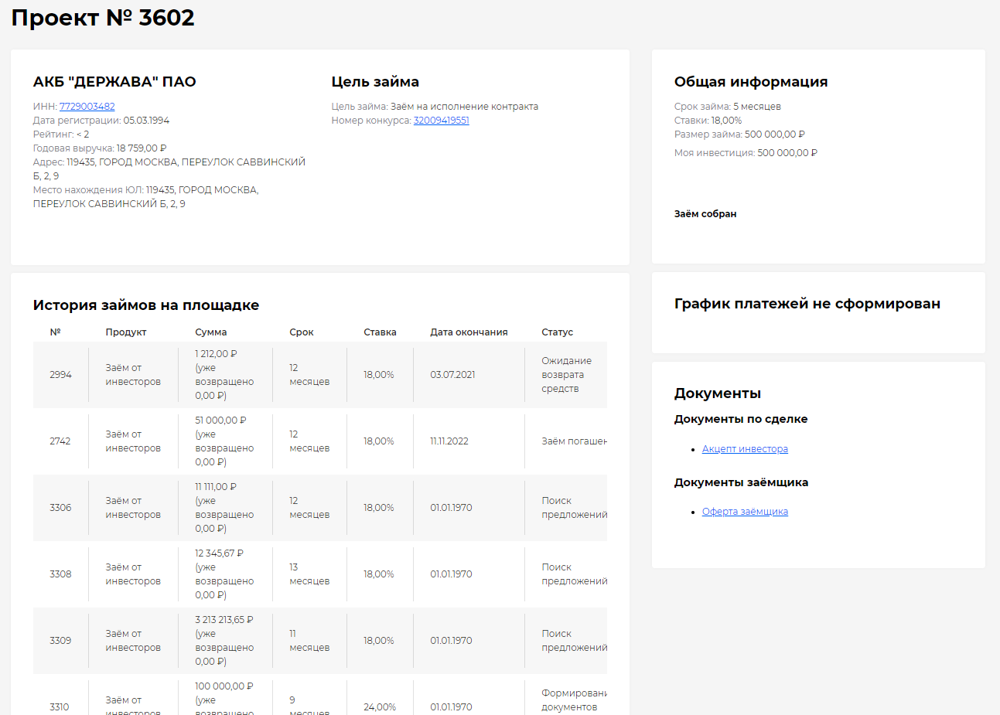 Проект № 3602
АКБ "ДЕРЖАВА" ПАО
ИНН: 7729003482
Дата регистрации: 05.03.1994
Рейтинг: < 2
Годовая выручка: 18 759,00 ₽
Адрес: 119435, ГОРОД МОСКВА, ПЕРЕУЛОК САВВИНСКИЙ
Б, 2, 9
Место нахождения ЮЛ: 119435, ГОРОД МОСКВА,
ПЕРЕУЛОК САВВИНСКИЙ Б, 2, 9
Цель займа
Цель займа: Заём на исполнение контракта
Номер конкурса: 32009419551
Общая информация
Срок займа: 5 месяцев
Ставки: 18,00%
Размер займа: 500 000,00 ₽
Моя инвестиция: 500 000,00 ₽
Заём собран
История займов на площадке
№ Продукт Сумма Срок Ставка Дата окончания Статус
2994
Заём от
инвесторов
1 212,00 ₽
(уже
возвращено
0,00 ₽)
12
месяцев
18,00%
03.07.2021
Ожидание
возврата
средств
2742
Заём от
инвесторов
51 000,00 ₽
(уже
возвращено
0,00 ₽)
12
месяцев
18,00%
11.11.2022
Заём погашен
3306
Заём от
инвесторов
11 111,00 ₽
(уже
возвращено
0,00 ₽)
12
месяцев
18,00%
01.01.1970
Поиск
предложений
3308
Заём от
инвесторов
12 345,67 ₽
(уже
возвращено
0,00 ₽)
13
месяцев
18,00%
01.01.1970
Поиск
предложений
3309
Заём от
инвесторов
3 213 213,65 ₽
(уже
возвращено
0,00 ₽)
11
месяцев
18,00%
01.01.1970
Поиск
предложений
3310
Заём от
инвесторов
100 000,00 ₽
(уже
возвращено
9
месяцев
24,00%
01.01.1970
Формировани
документов
График платежей не сформирован
Документы
Документы по сделке
Акцепт инвестора
Документы заёмщика
Оферта заёмщика